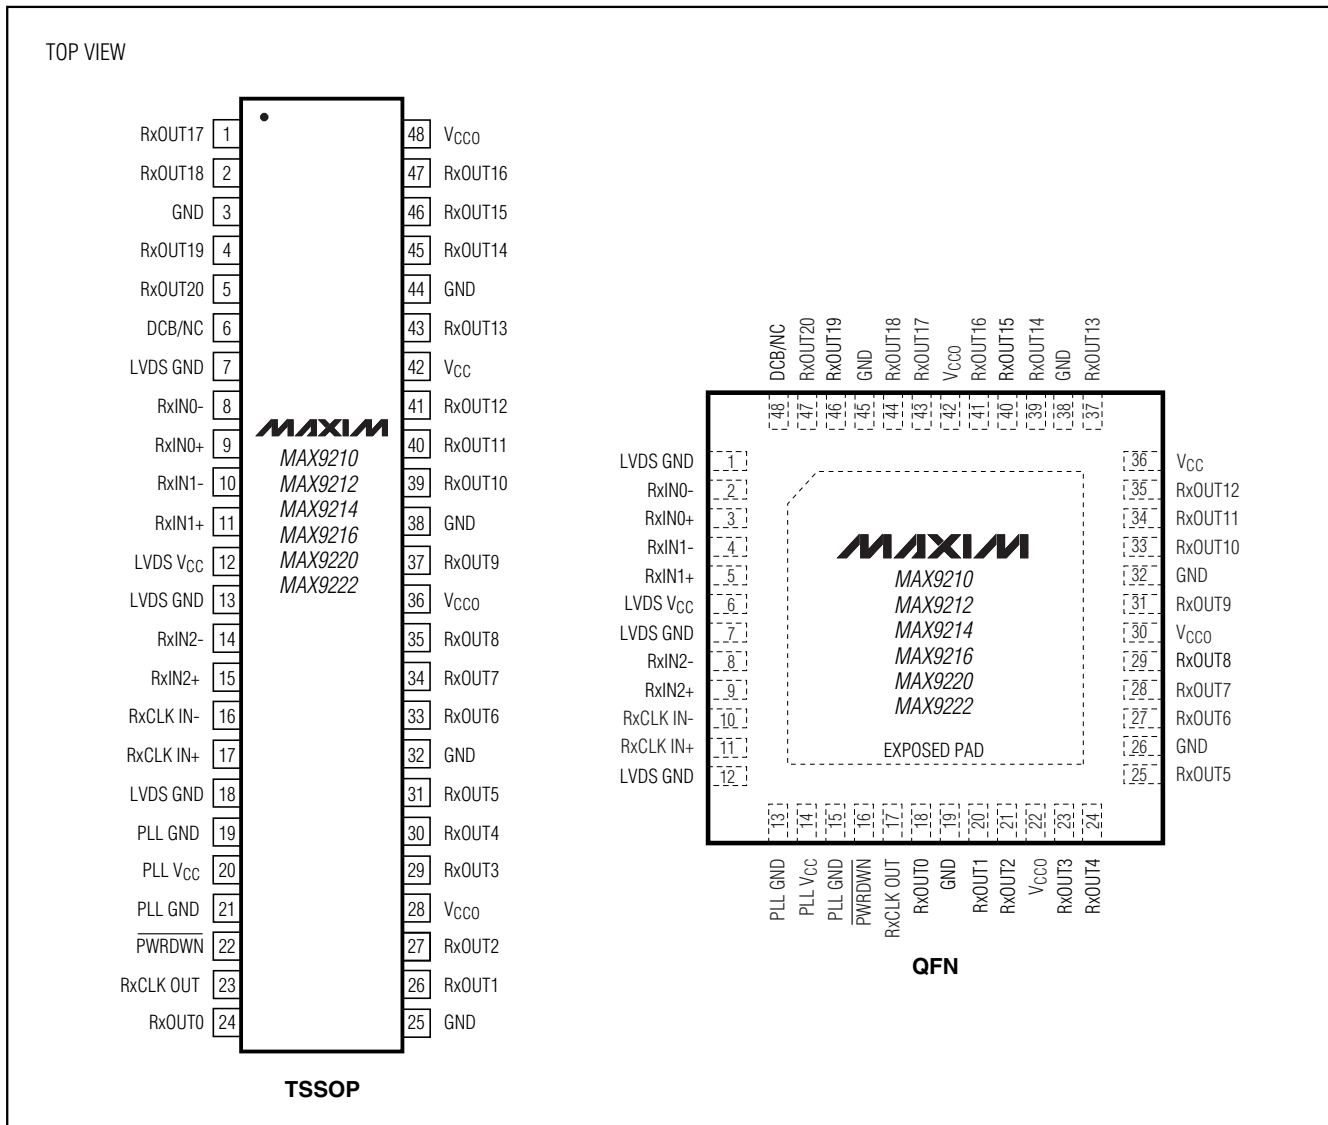 TOP VIEW
RxOUT17 1
RxOUT18 2
GND 3
RxOUT19 4
RxOUT20 5
DCB/NC 6
LVDS GND 7
RxIN0- 8
RxIN0+ 9
RxIN1- 10
RxIN1+ 11
LVDS VCC 12
LVDS GND 13
RxIN2- 14
RxIN2+ 15
RxCLK IN- 16
RxCLK IN+ 17
LVDS GND 18
PLL GND 19
PLL VCC 20
PLL GND 21
PWRDWN 22
RxCLK OUT 23
RxOUT0 24
MAXIM
MAX9210
MAX9212
MAX9214
MAX9216
MAX9220
MAX9222
48 VCCO
47 RxOUT16
46 RxOUT15
45 RxOUT14
44 GND
43 RxOUT13
42 VCC
41 RxOUT12
40 RxOUT11
39 RxOUT10
38 GND
37 RxOUT9
36 VCCO
35 RxOUT8
34 RxOUT7
33 RxOUT6
32 GND
31 RxOUT5
30 RxOUT4
29 RxOUT3
28 VCCO
27 RxOUT2
26 RxOUT1
25 GND
TSSOP
DCB/NC 48
RxOUT20 47
RxOUT19 46
GND 45
RxOUT18 44
RxOUT17 43
VCCO 42
RxOUT16 41
RxOUT15 40
RxOUT14 39
GND 38
RxOUT13 37
LVDS GND 1
RxIN0- 2
RxIN0+ 3
RxIN1- 4
RxIN1+ 5
LVDS VCC 6
LVDS GND 7
RxIN2- 8
RxIN2+ 9
RxCLK IN- 10
RxCLK IN+ 11
LVDS GND 12
MAXIM
MAX9210
MAX9212
MAX9214
MAX9216
MAX9220
MAX9222
EXPOSED PAD
36 VCC
35 RxOUT12
34 RxOUT11
33 RxOUT10
32 GND
31 RxOUT9
30 VCCO
29 RxOUT8
28 RxOUT7
27 RxOUT6
26 GND
25 RxOUT5
PLL GND 13
PLL VCC 14
PLL GND 15
PWRDWN 16
RxCLK OUT 17
RxOUT0 18
GND 19
RxOUT1 20
RxOUT2 21
VCCO 22
RxOUT3 23
RxOUT4 24
QFN